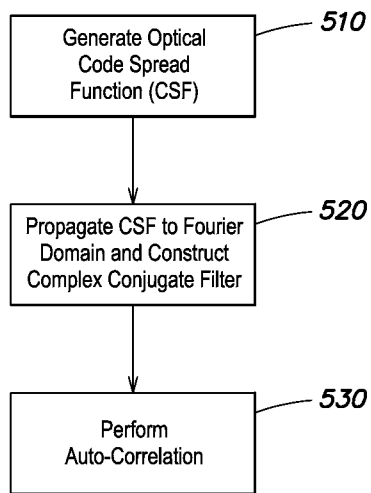 510
Generate Optical
Code Spread
Function (CSF)
520
Propagate CSF to Fourier
Domain and Construct
Complex Conjugate Filter
530
Perform
Auto-Correlation